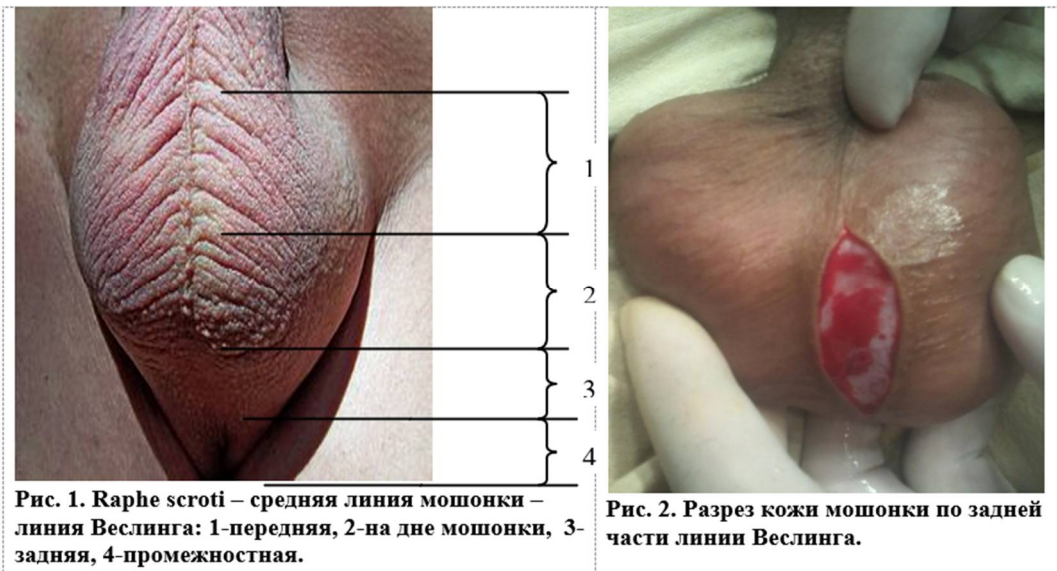 1
2
3
4
Рис. 1. Raphe scroti – средняя линия мошонки –
линия Веслинга: 1-передняя, 2-на дне мошонки, 3-
задняя, 4-промежностная.
Рис. 2. Разрез кожи мошонки по задней
части линии Веслинга.